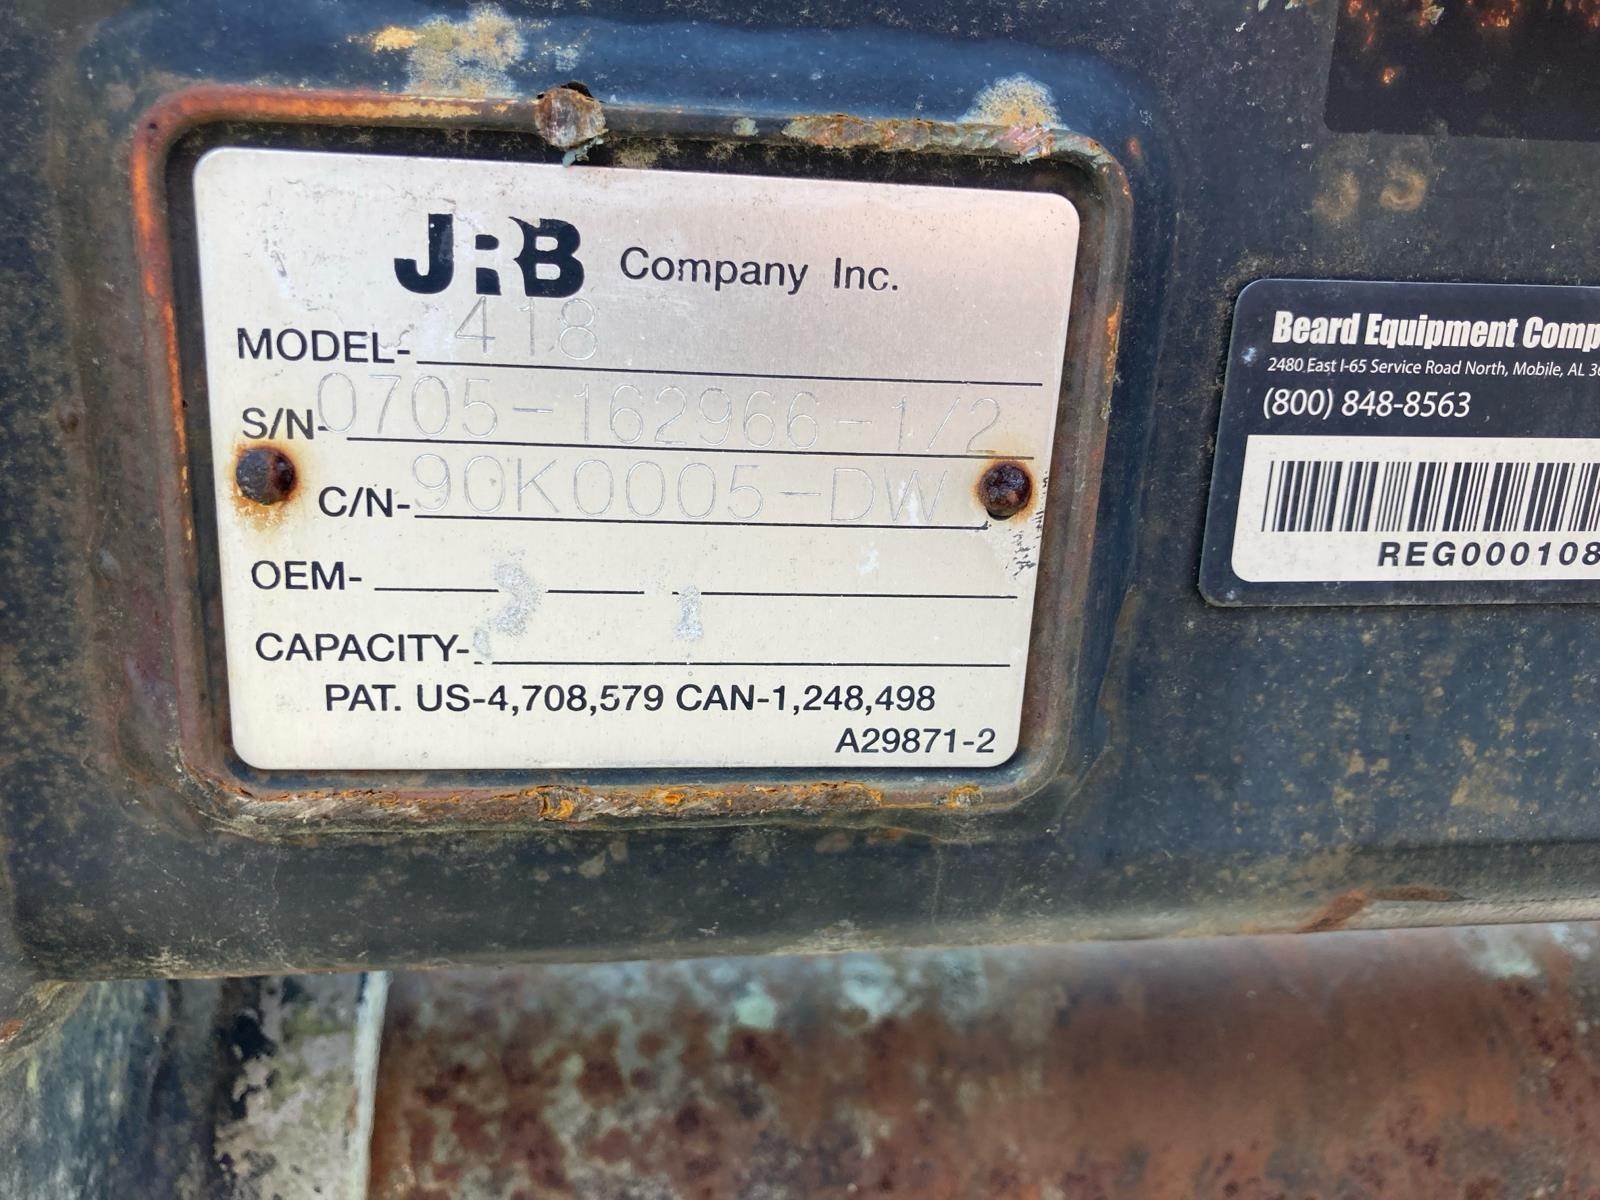 JRB Company Inc.
MODEL- 418
S/N- 0705-162966-1/2
C/N- 90K0005-DW
OEM-
CAPACITY-
PAT. US-4,708,579 CAN-1,248,498
A29871-2
Beard Equipment Comp
2480 East I-65 Service Road North, Mobile, AL 36
(800) 848-8563
REG000108